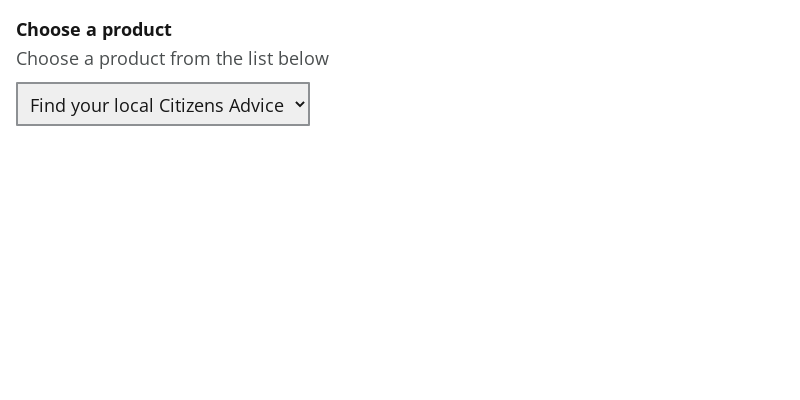 Choose a product
Choose a product from the list below
Find your local Citizens Advice